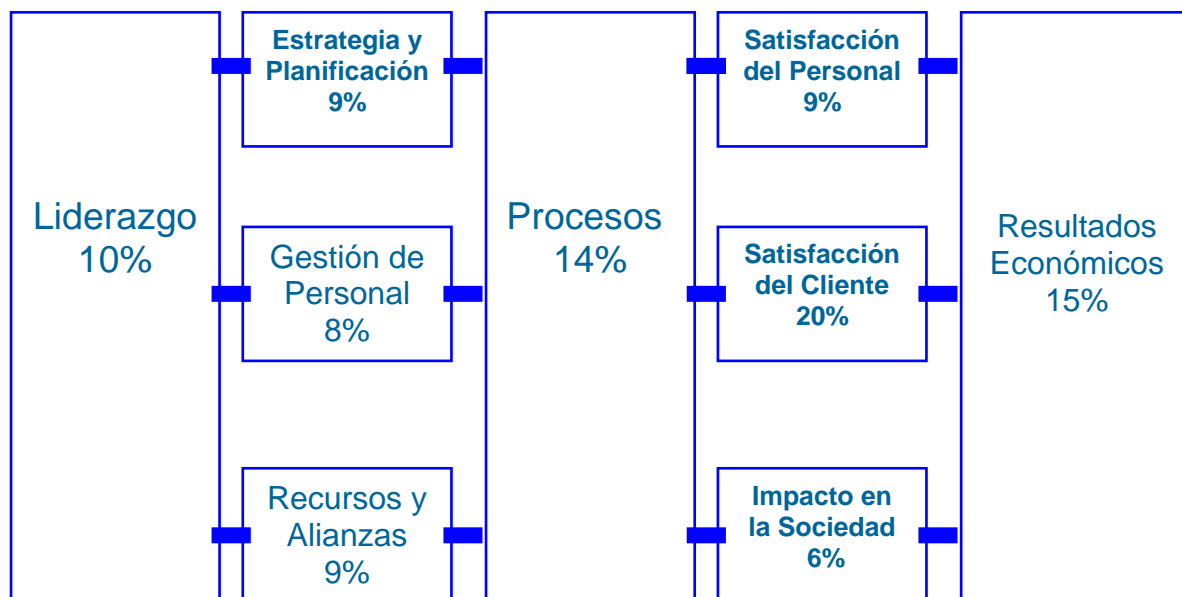 Liderazgo
10%
Estrategia y
Planificación
9%
Gestión de
Personal
8%
Recursos y
Alianzas
9%
Procesos
14%
Satisfacción
del Personal
9%
Satisfacción
del Cliente
20%
Impacto en
la Sociedad
6%
Resultados
Económicos
15%